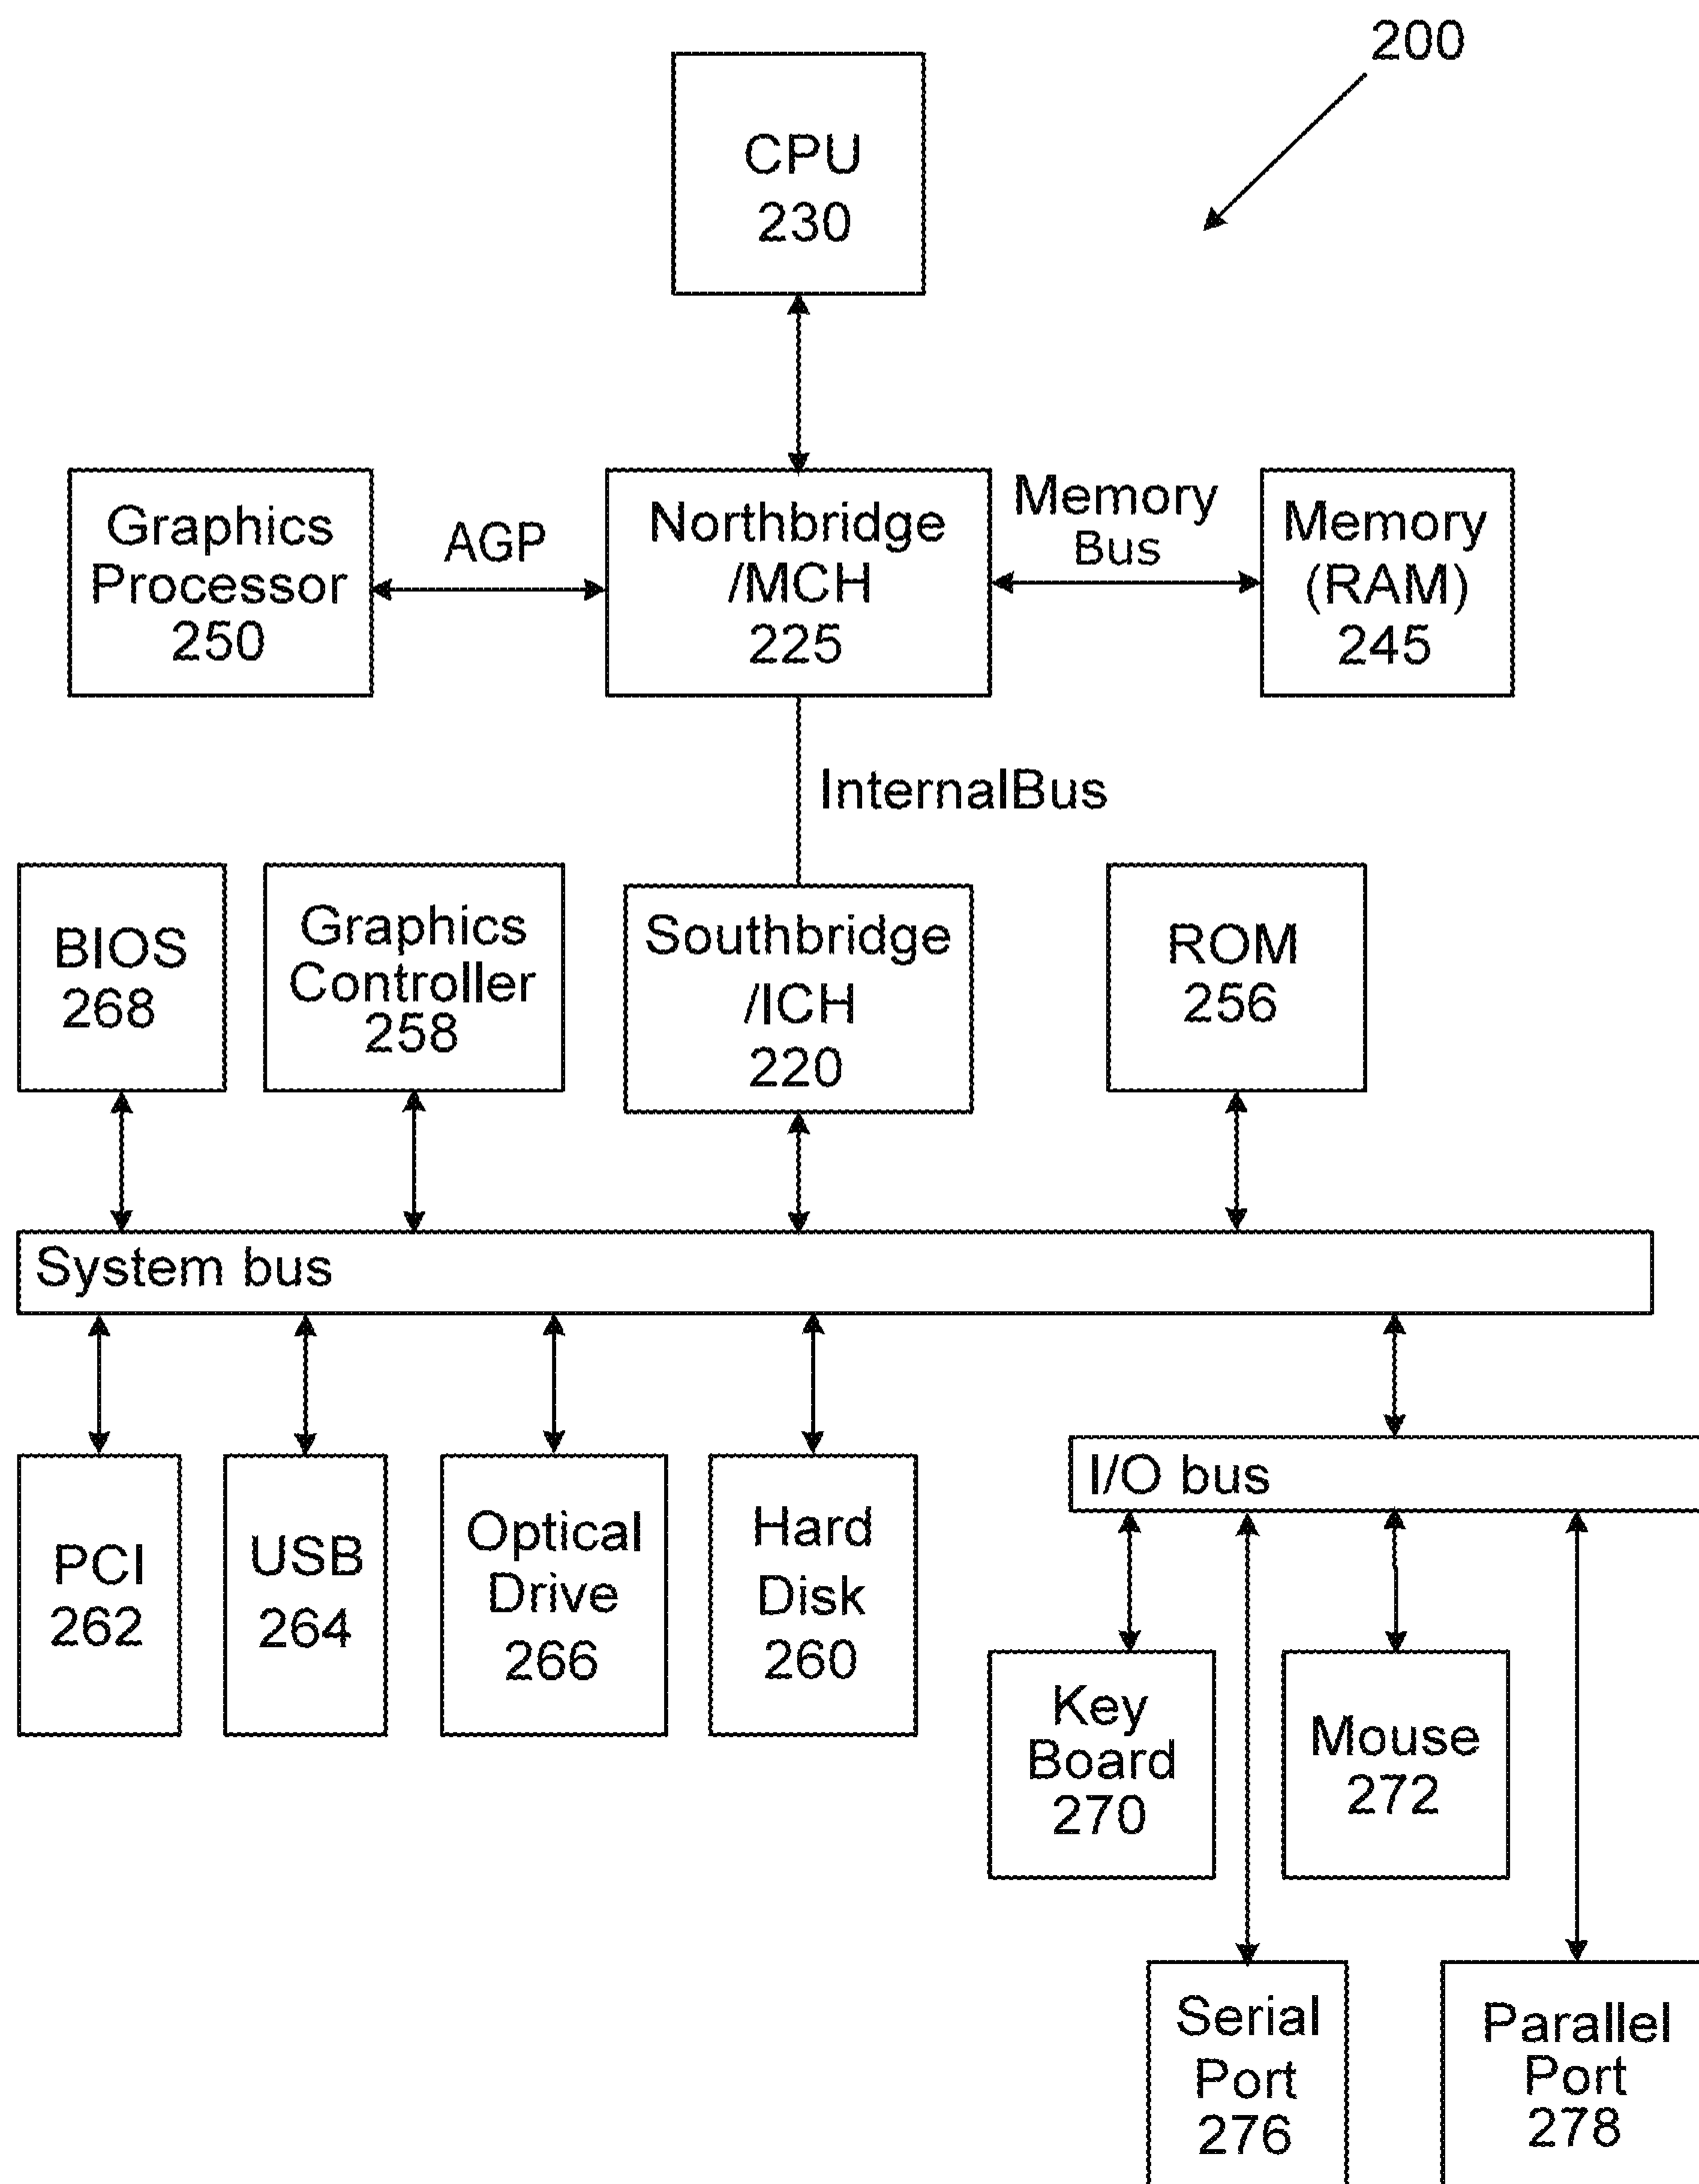 200
CPU
230
Graphics
Processor
250
AGP
Northbridge
/MCH
225
Memory
Bus
Memory
(RAM)
245
InternalBus
BIOS
268
Graphics
Controller
258
Southbridge
/ICH
220
ROM
256
System bus
PCI
262
USB
264
Optical
Drive
266
Hard
Disk
260
I/O bus
Key
Board
270
Mouse
272
Serial
Port
276
Parallel
Port
278